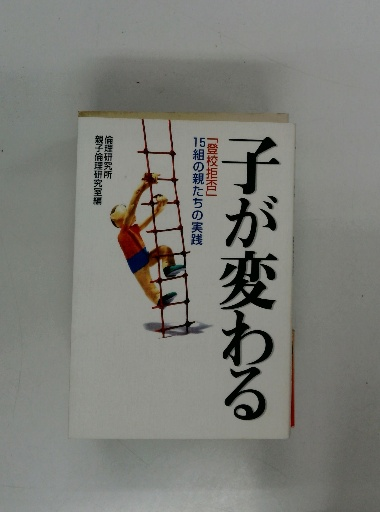 子が変わる
「登校拒否」
15組の親たちの実践
倫理研究所
親子倫理研究室編